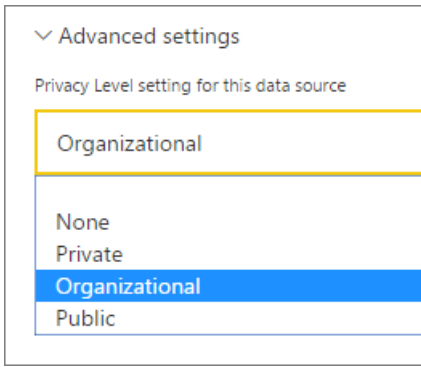 Advanced settings
Privacy Level setting for this data source
Organizational
None
Private
Organizational
Public